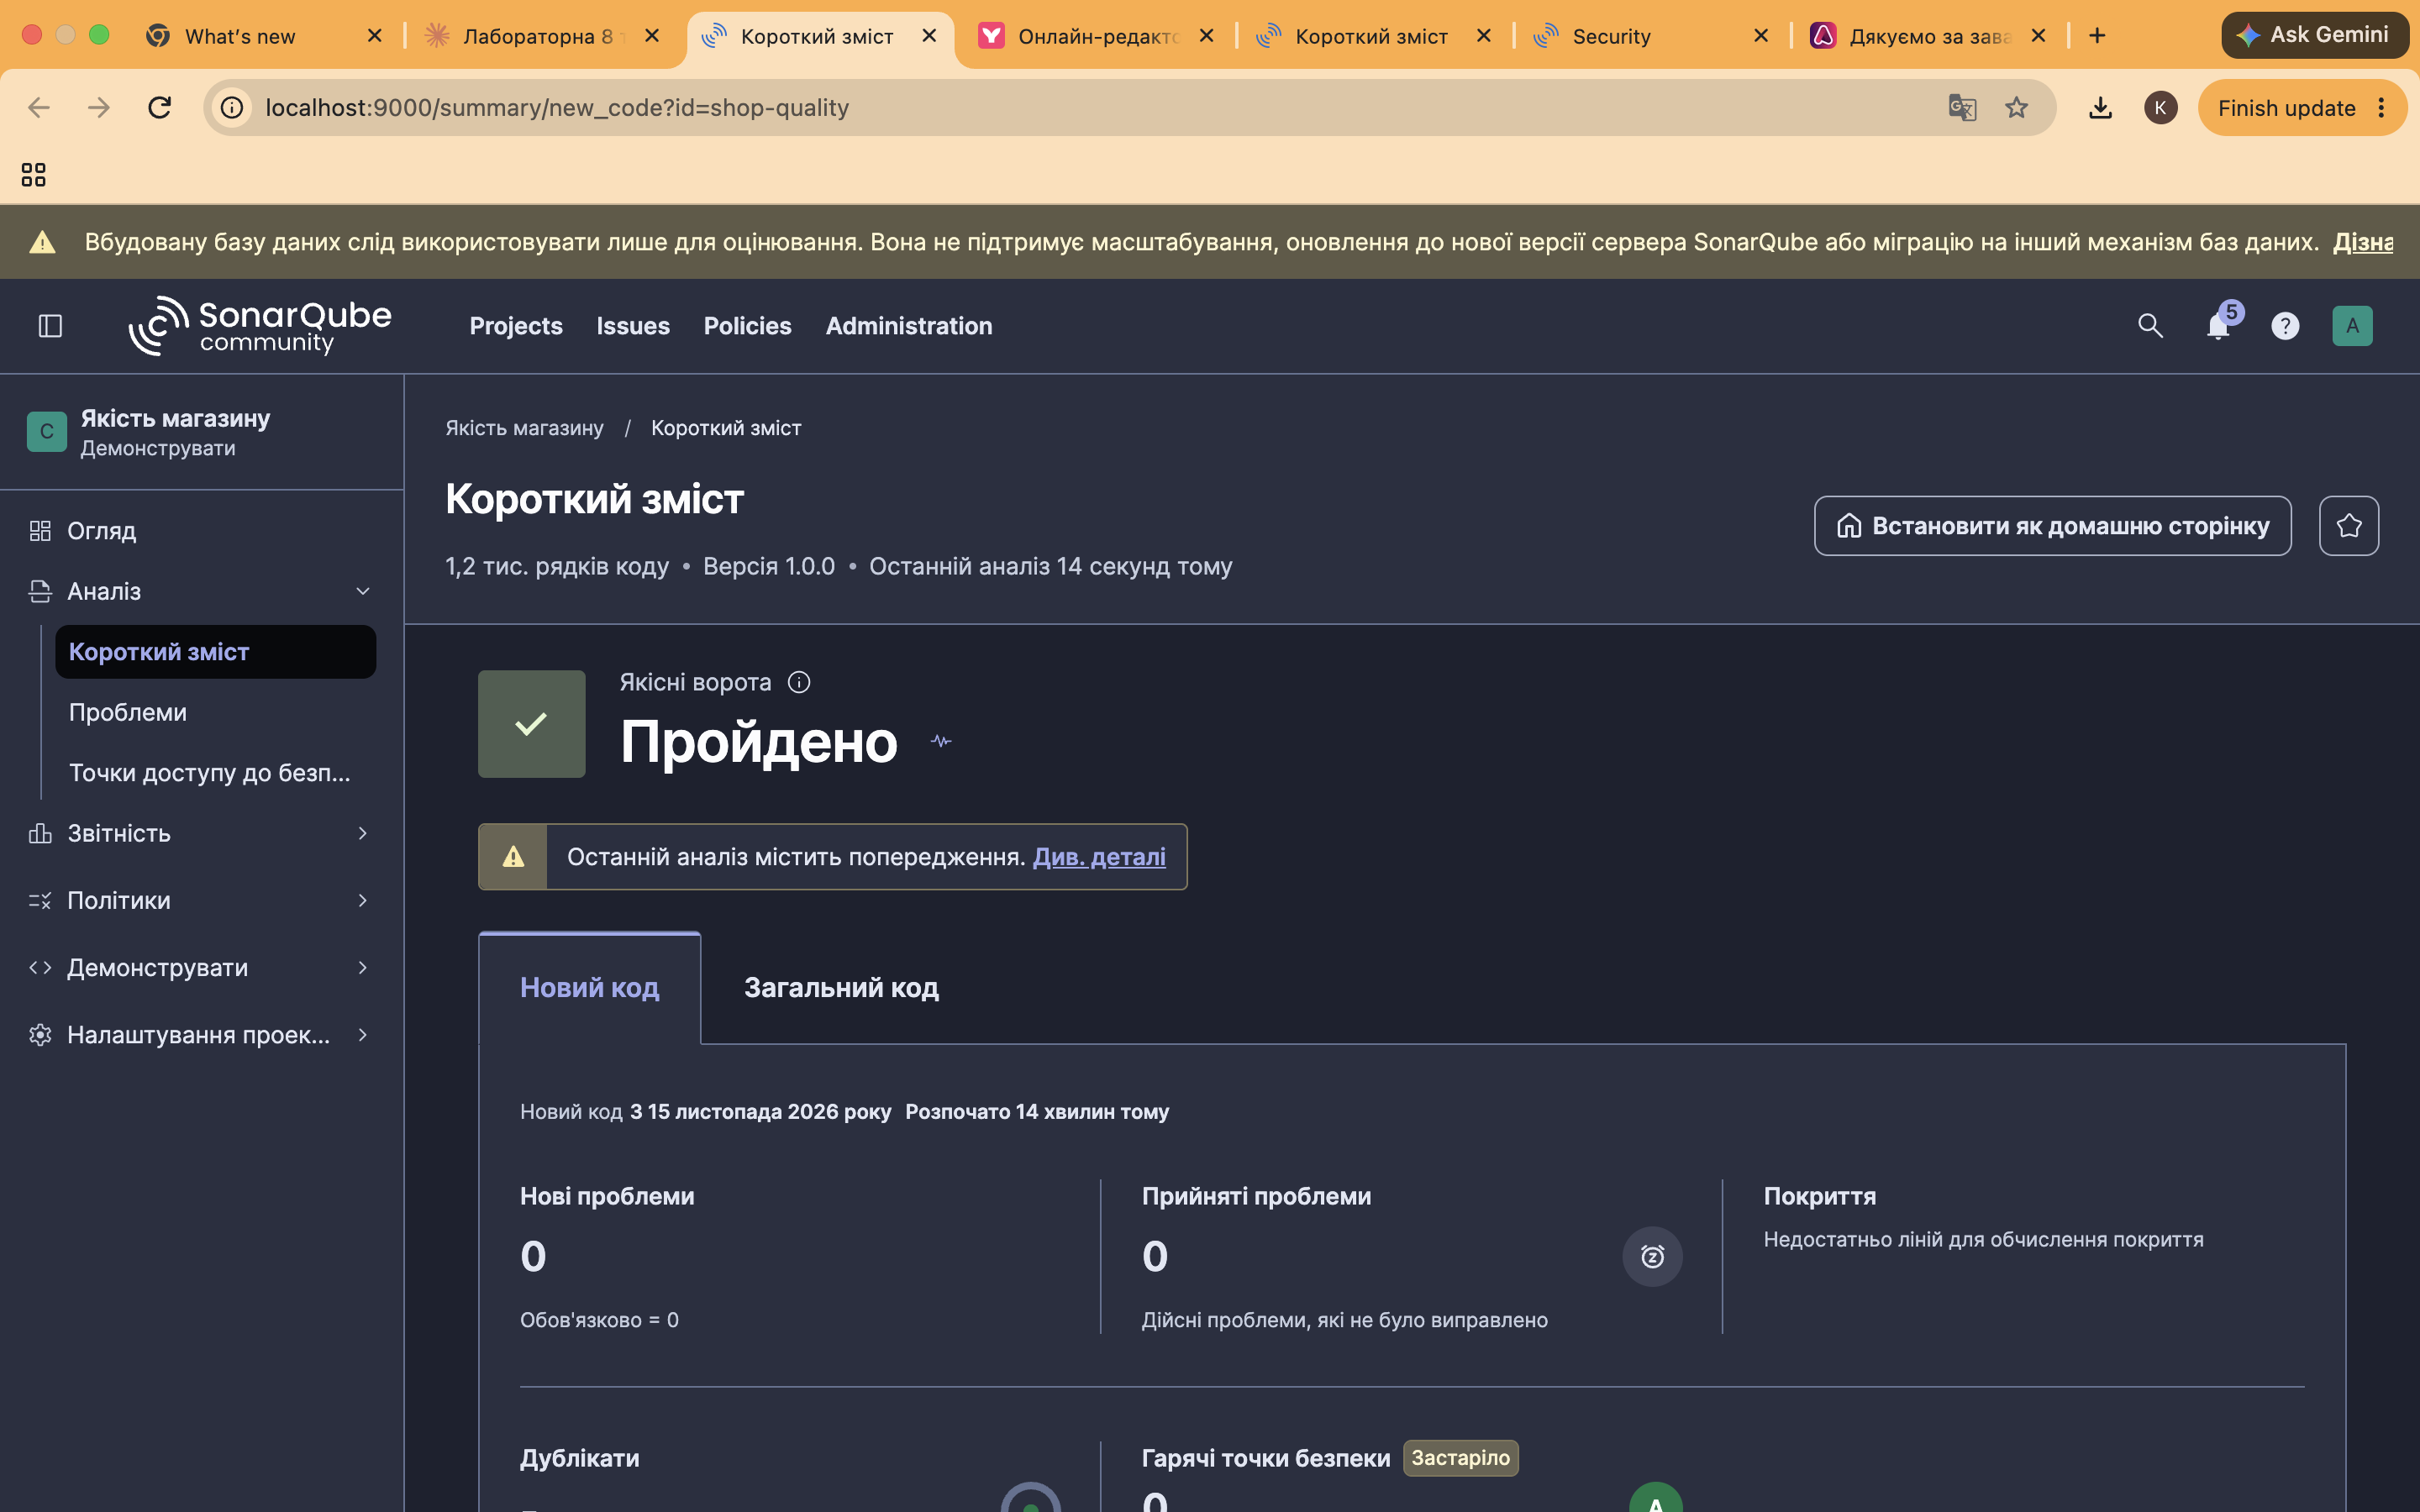 What's new
Лабораторна 8
Короткий зміст
Онлайн-редакто
Короткий зміст
Security
Дякуємо за зава
Ask Gemini
localhost:9000/summary/new_code?id=shop-quality
K
Finish update
Вбудовану базу даних слід використовувати лише для оцінювання. Вона не підтримує масштабування, оновлення до нової версії сервера SonarQube або міграцію на інший механізм баз даних. Дізна
SonarQube
community
Projects
Issues
Policies
Administration
5
A
С
Якість магазину
Демонструвати
Огляд
Аналіз
Короткий зміст
Проблеми
Точки доступу до безп...
Звітність
Політики
Демонструвати
Налаштування проек...
Якість магазину / Короткий зміст
Короткий зміст
1,2 тис. рядків коду • Версія 1.0.0 • Останній аналіз 14 секунд тому
Встановити як домашню сторінку
Якісні ворота
Пройдено
Останній аналіз містить попередження. Див. деталі
Новий код
Загальний код
Новий код З 15 листопада 2026 року Розпочато 14 хвилин тому
Нові проблеми
0
Обов'язково = 0
Прийняті проблеми
0
Дійсні проблеми, які не було виправлено
Покриття
Недостатньо ліній для обчислення покриття
Дублікати
Гарячі точки безпеки Застаріло
0
A